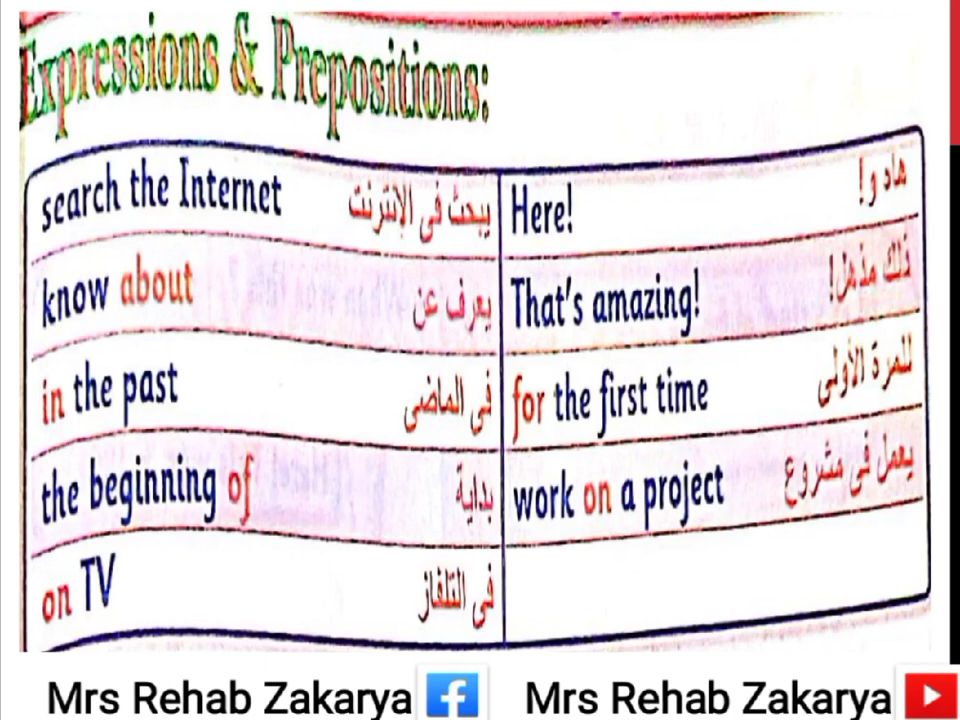 Expressions & Prepositions:
search the Internet يبحث فى الإنترنت
Here! هاد و!
know about يعرف عن
That's amazing! ذلك مذهل!
in the past فى الماضى
for the first time للمرة الأولى
the beginning of بداية
work on a project يعمل فى مشروع
on TV فى التلفاز
Mrs Rehab Zakarya
Mrs Rehab Zakarya